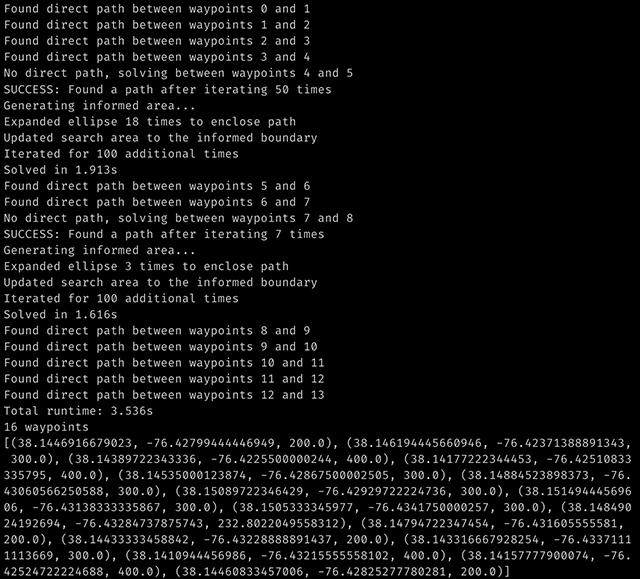 Found direct path between waypoints 0 and 1
Found direct path between waypoints 1 and 2
Found direct path between waypoints 2 and 3
Found direct path between waypoints 3 and 4
No direct path, solving between waypoints 4 and 5
SUCCESS: Found a path after iterating 50 times
Generating informed area...
Expanded ellipse 18 times to enclose path
Updated search area to the informed boundary
Iterated for 100 additional times
Solved in 1.913s
Found direct path between waypoints 5 and 6
Found direct path between waypoints 6 and 7
No direct path, solving between waypoints 7 and 8
SUCCESS: Found a path after iterating 7 times
Generating informed area...
Expanded ellipse 3 times to enclose path
Updated search area to the informed boundary
Iterated for 100 additional times
Solved in 1.616s
Found direct path between waypoints 8 and 9
Found direct path between waypoints 9 and 10
Found direct path between waypoints 10 and 11
Found direct path between waypoints 11 and 12
Found direct path between waypoints 12 and 13
Total runtime: 3.536s
16 waypoints
[(38.1446916679023, -76.42799444446949, 200.0), (38.146194445660946, -76.42371388891343,
300.0), (38.14389722343336, -76.4225500000244, 400.0), (38.14177222344453, -76.42510833
335795, 400.0), (38.14535000123874, -76.42867500002505, 300.0), (38.14884523898373, -76.
43060566250588, 300.0), (38.15089722346429, -76.42929722224736, 300.0), (38.151494445696
06, -76.43138333335867, 300.0), (38.1505333345977, -76.4341750000257, 300.0), (38.148490
24192694, -76.43284737875743, 232.8022049558312), (38.14794722347454, -76.431605555581,
200.0), (38.14433333458842, -76.43228888891437, 200.0), (38.143316667928254, -76.4337111
1113669, 300.0), (38.1410944456986, -76.43215555558102, 400.0), (38.14157777900074, -76.
42524722224688, 400.0), (38.14460833457006, -76.42825277780281, 200.0)]